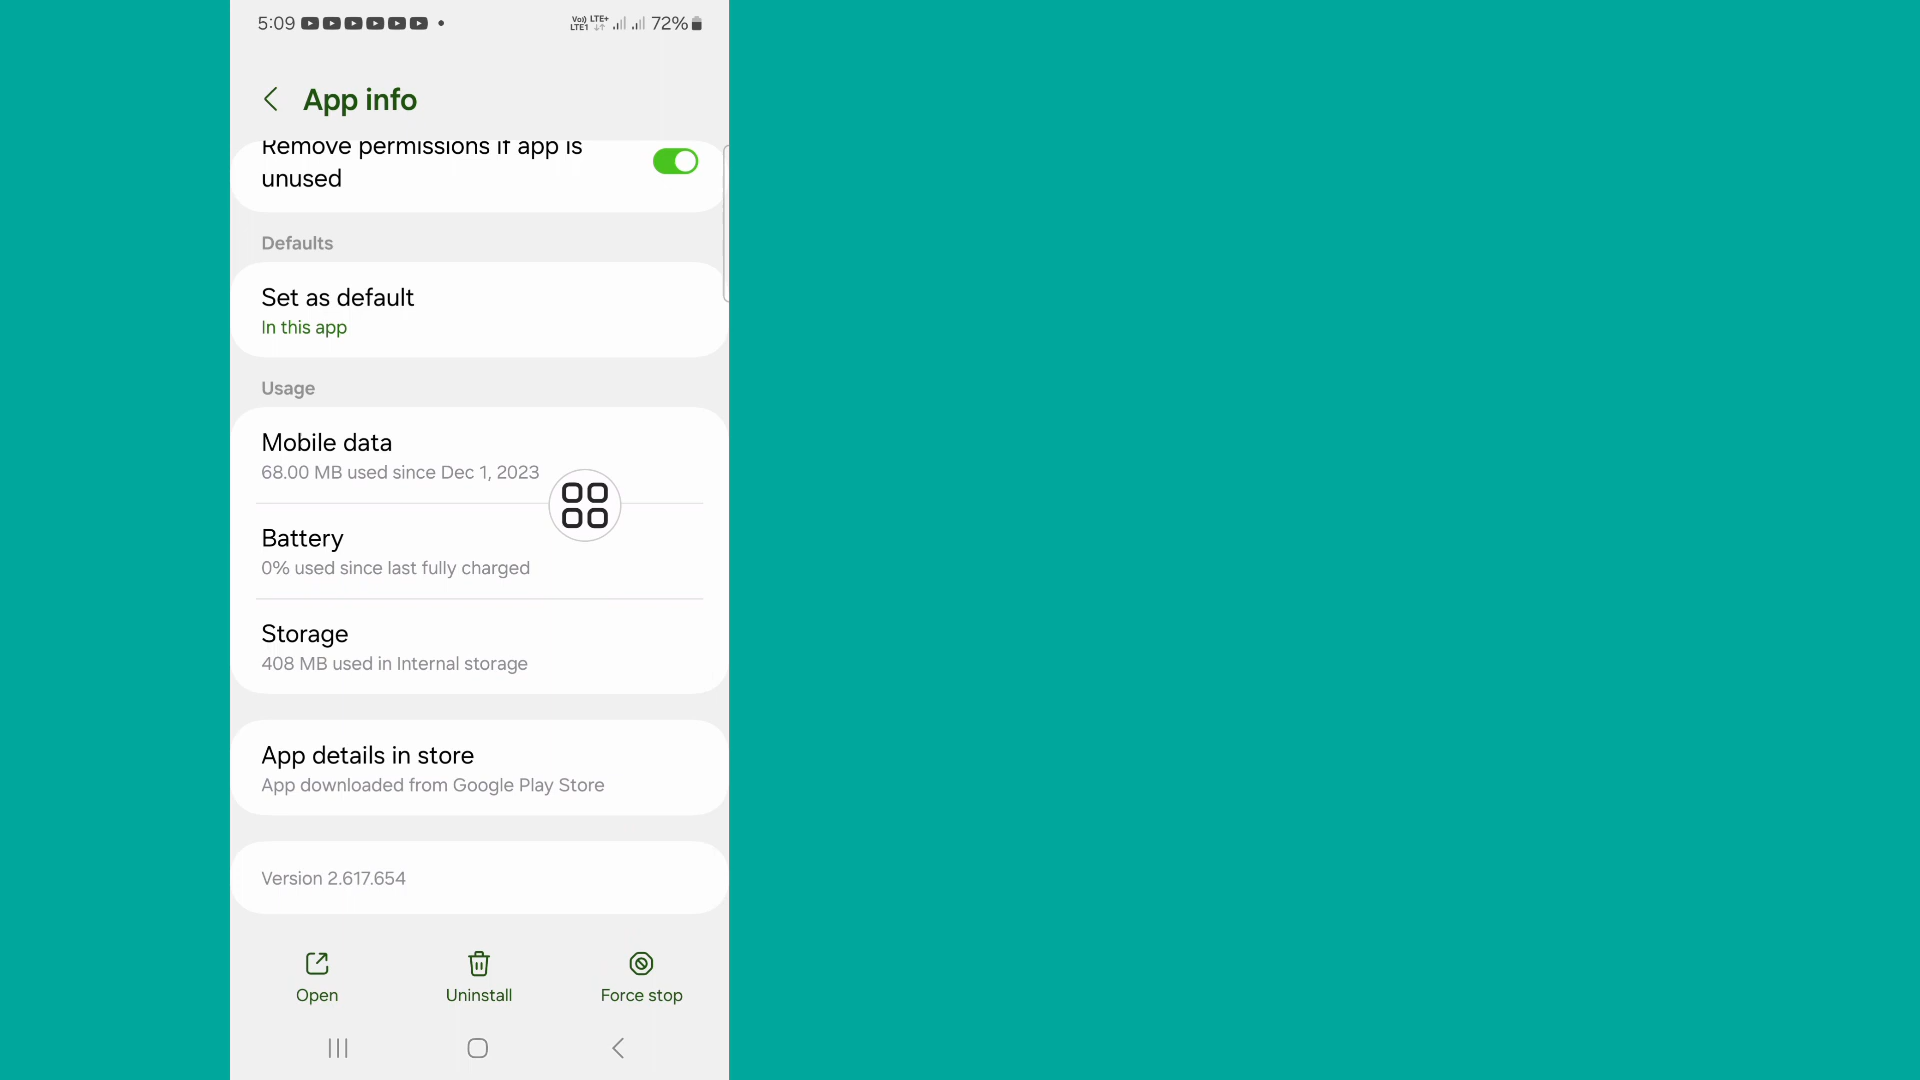 5:09
Vo)) LTE+
LTE1
72%
App info
Remove permissions if app is
unused
Defaults
Set as default
In this app
Usage
Mobile data
68.00 MB used since Dec 1, 2023
Battery
0% used since last fully charged
Storage
408 MB used in Internal storage
App details in store
App downloaded from Google Play Store
Version 2.617.654
Open
Uninstall
Force stop